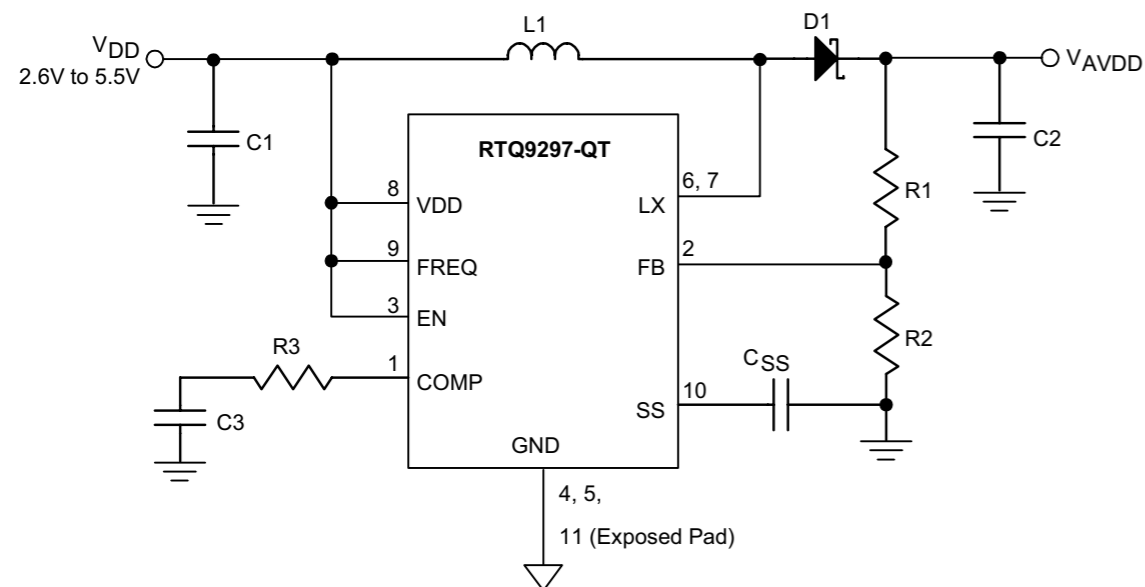 L1
D1
VDD
2.6V to 5.5V
VAVDD
C1
C2
RTQ9297-QT
8
VDD
6, 7
LX
R1
9
FREQ
2
FB
3
EN
R3
1
COMP
R2
CSS
C3
10
SS
GND
4, 5,
11 (Exposed Pad)